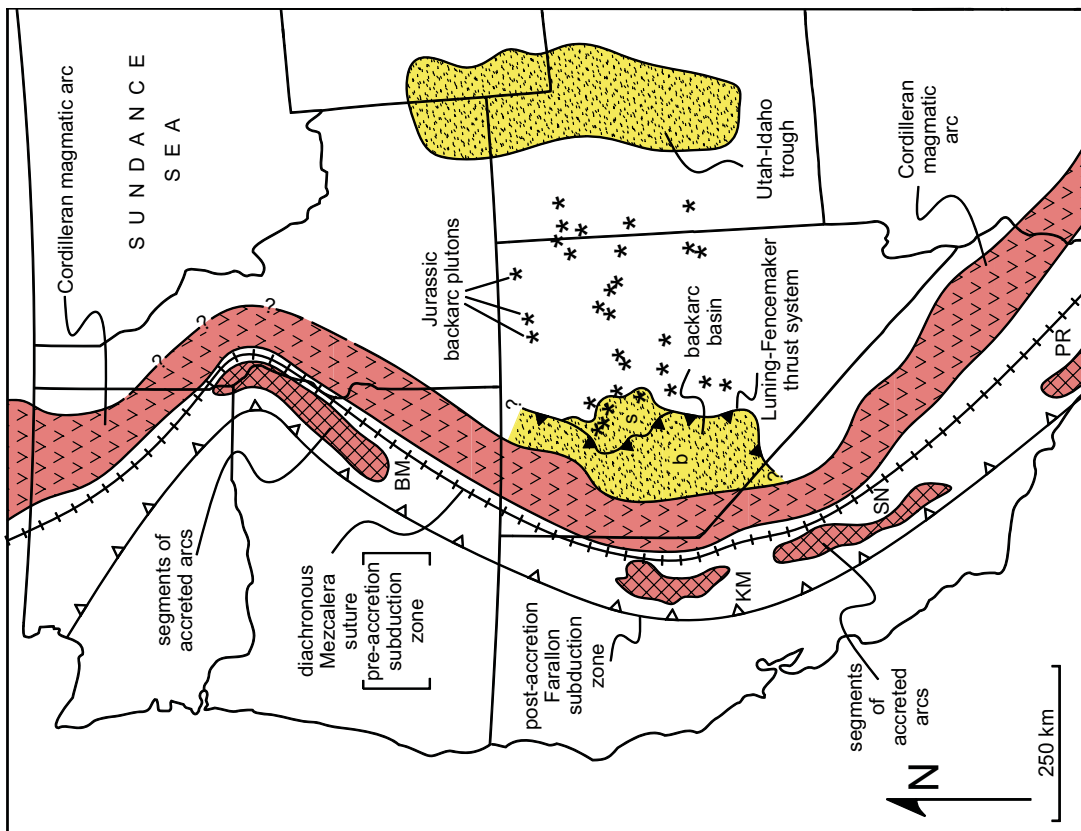 Cordilleran magmatic arc
SUNDANCE
SEA
?
?
?
segments of
accreted arcs
BM
diachronous
Mezcalera
suture
pre-accretion
subduction
zone
Jurassic
backarc plutons
Utah-Idaho
trough
?
s
b
?
backarc
basin
Luning-Fencemaker
thrust system
post-accretion
Farallon
subduction
zone
KM
SN
PR
segments
of
accreted
arcs
Cordilleran
magmatic
arc
N
250 km